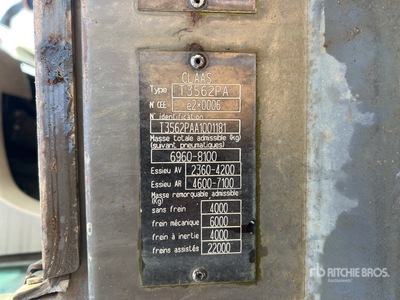 CLAAS
Type T3562PA
N° CEE e2*0006
N° identification
T3562PAA1001181
Masse totale admissible (kg)
(suivant pneumatiques)
6960-8100
Essieu AV 2360-4200
Essieu AR 4600-7100
Masse remorquable admissible
(Kg)
sans frein 4000
frein mécanique 6000
frein à inertie 4000
freins assistés 22000
RITCHIE BROS.